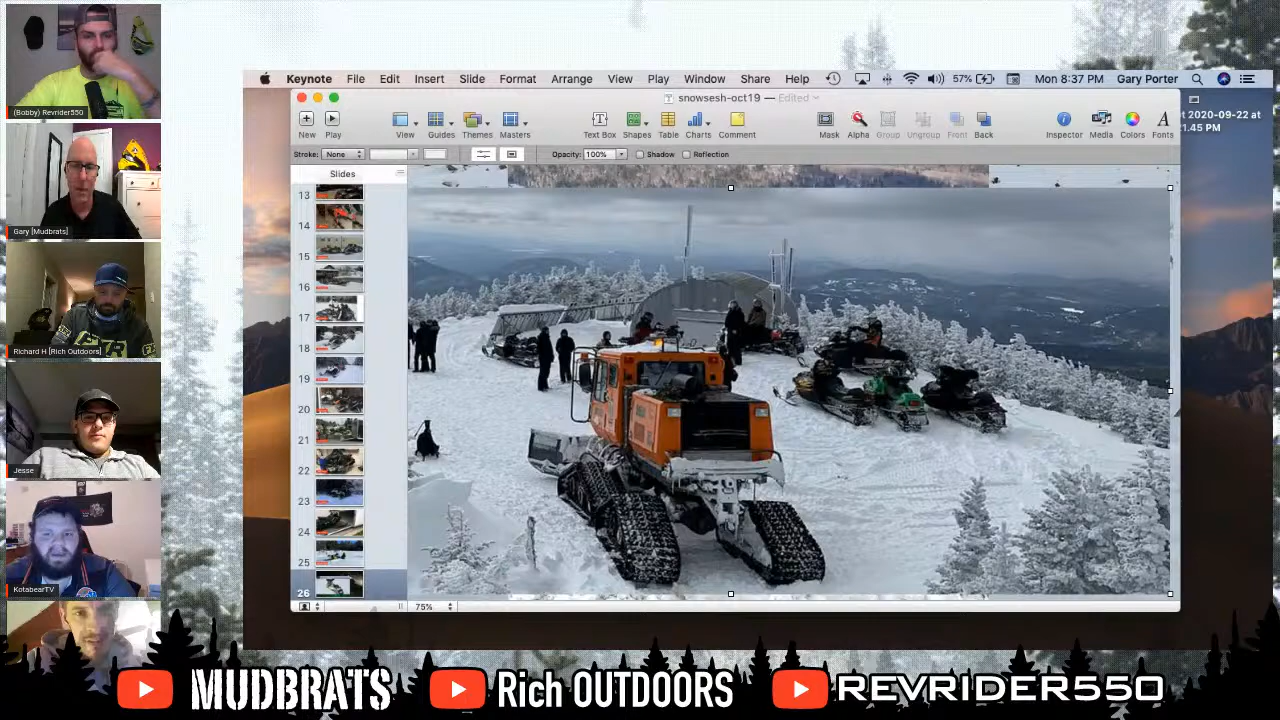 (Bobby) Revrider550
Gary [Mudbrats]
Richard H [Rich Outdoors]
Jesse
KotabearTV
Keynote File Edit Insert Slide Format Arrange View Play Window Share Help 57% Mon 8:37 PM Gary Porter
snowsesh-oct19 — Edited
New Play View Guides Themes Masters Text Box Shapes Table Charts Comment Mask Alpha Group Ungroup Front Back Inspector Media Colors Fonts
Stroke: None Opacity: 100% Shadow Reflection
Slides
13
14
15
16
17
18
19
20
21
22
23
24
25
26
75%
2020-09-22 at
MUDBRATS
Rich OUTDOORS
REVRIDER550